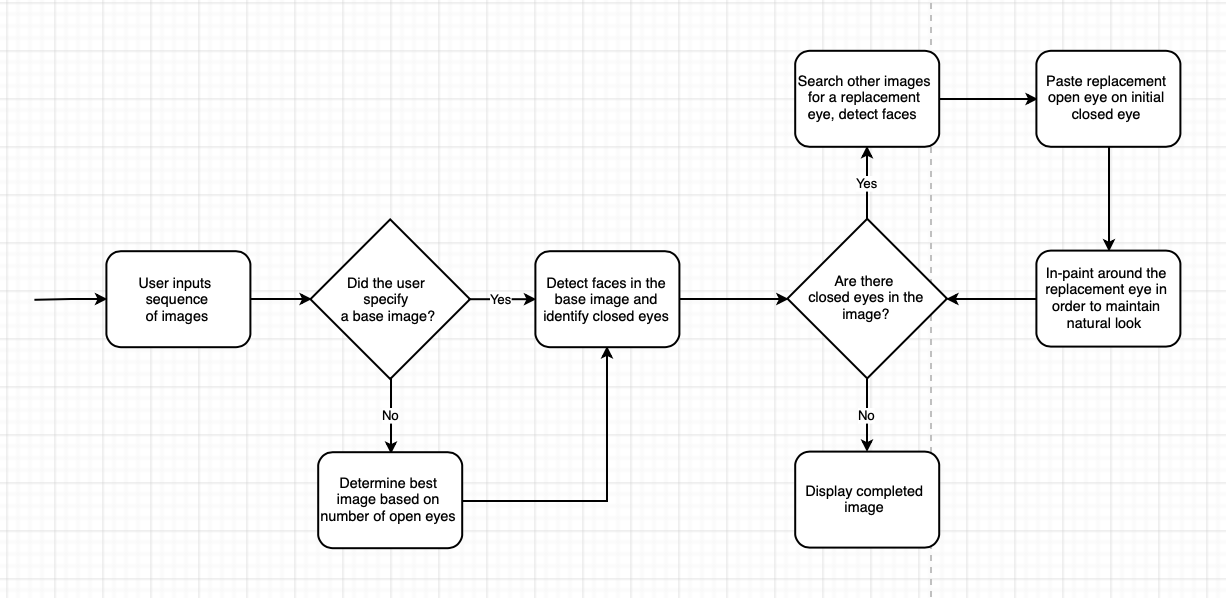 User inputs
sequence
of images
Did the user
specify
a base image?
Yes
No
Determine best
image based on
number of open eyes
Detect faces in the
base image and
identify closed eyes
Are there
closed eyes in the
image?
Yes
Search other images
for a replacement
eye, detect faces
Paste replacement
open eye on initial
closed eye
In-paint around the
replacement eye in
order to maintain
natural look
No
Display completed
image